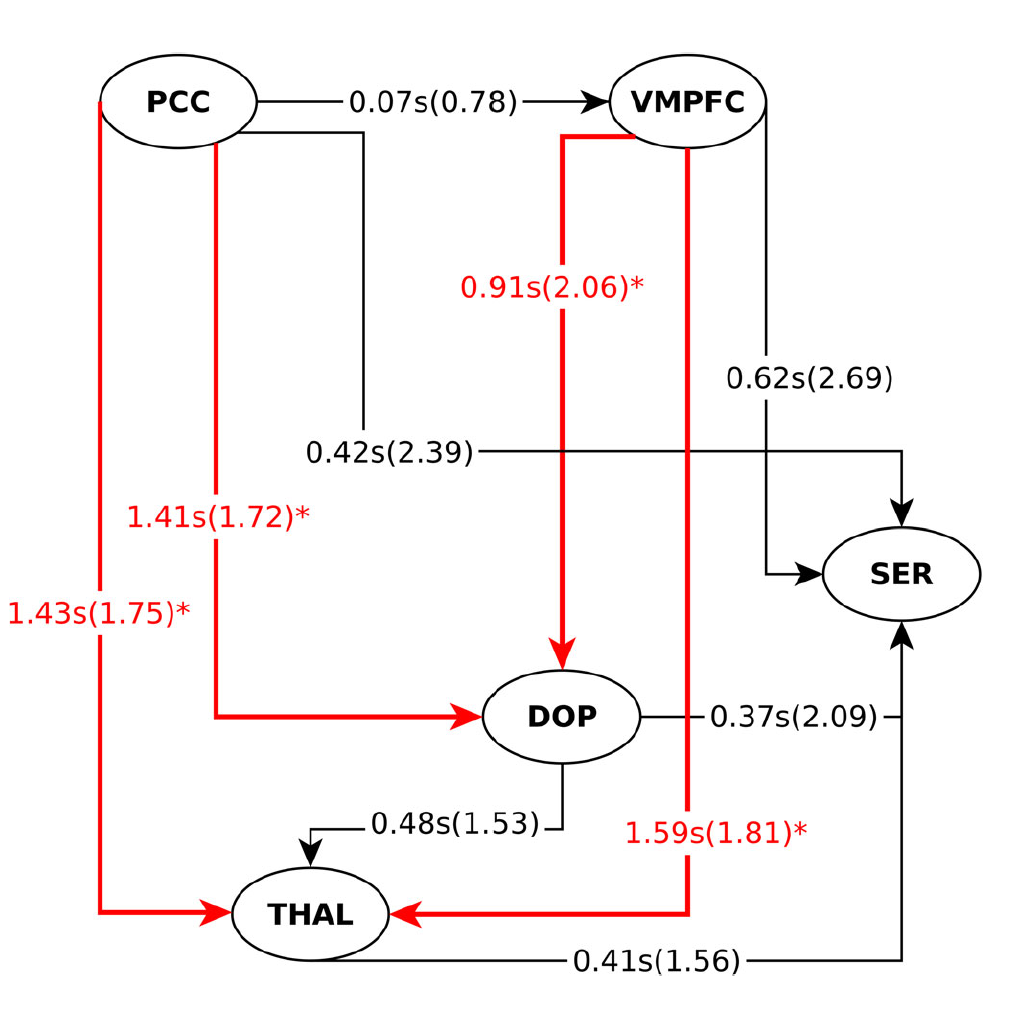 PCC
0.07s(0.78)
VMPFC
0.91s(2.06)*
0.62s(2.69)
0.42s(2.39)
1.41s(1.72)*
SER
1.43s(1.75)*
DOP
0.37s(2.09)
0.48s(1.53)
1.59s(1.81)*
THAL
0.41s(1.56)